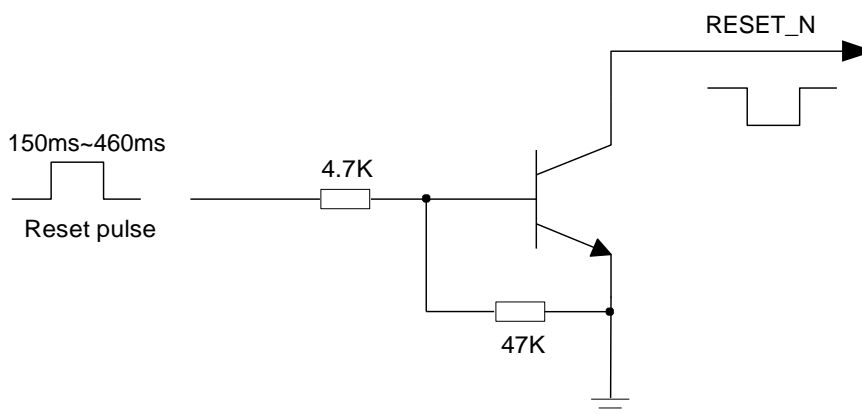 RESET_N
150ms~460ms
4.7K
Reset pulse
47K